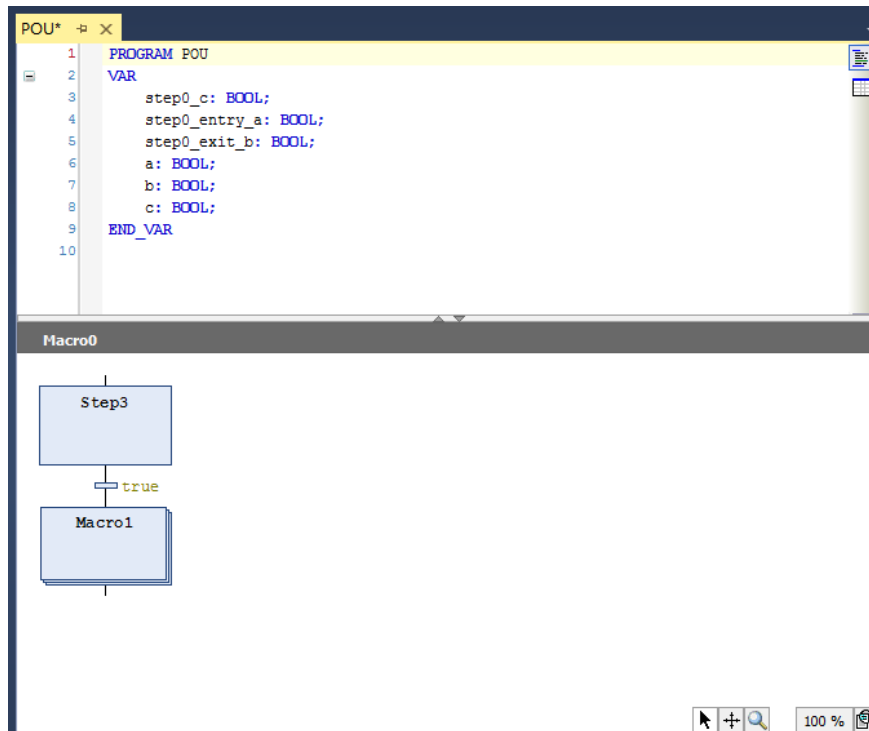 POU*
1 PROGRAM POU
2 VAR
3 step0_c: BOOL;
4 step0_entry_a: BOOL;
5 step0_exit_b: BOOL;
6 a: BOOL;
7 b: BOOL;
8 c: BOOL;
9 END_VAR
10
Macro0
Step3
true
Macro1
100 %